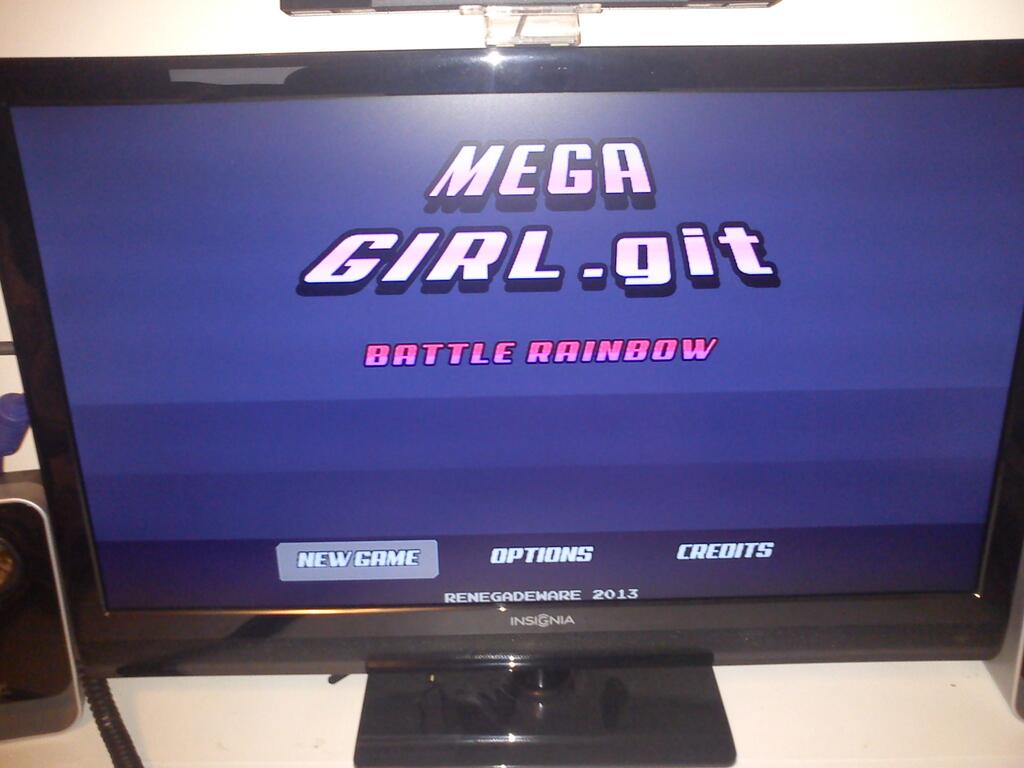 MEGA
GIRL.git
BATTLE RAINBOW
NEW GAME OPTIONS CREDITS
RENEGADEWARE 2013
INSIGNIA